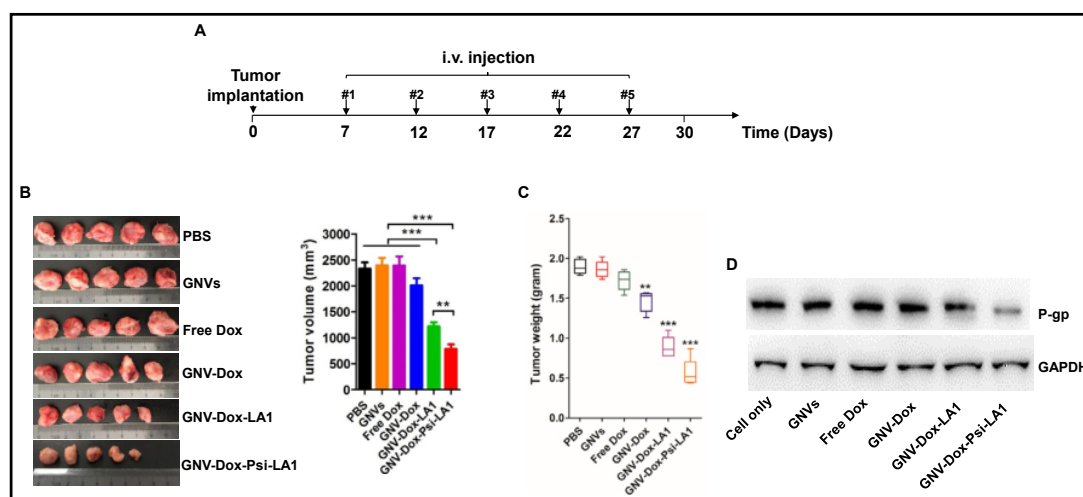 A
i.v. injection
Tumor
implantation
#1 #2 #3 #4 #5
0 7 12 17 22 27 30 Time (Days)
B
PBS
GNVs
Free Dox
GNV-Dox
GNV-Dox-LA1
GNV-Dox-Psi-LA1
***
***
**
Tumor volume (mm³)
3000
2500
2000
1500
1000
500
0
PBS
GNVs
Free Dox
GNV-Dox
GNV-Dox-LA1
GNV-Dox-Psi-LA1
C
Tumor weight (gram)
2.0
1.5
1.0
0.5
0.0
**
***
***
PBS
GNVs
Free Dox
GNV-Dox
GNV-Dox-LA1
GNV-Dox-Psi-LA1
D
P-gp
GAPDH
Cell only
GNVs
Free Dox
GNV-Dox
GNV-Dox-LA1
GNV-Dox-Psi-LA1